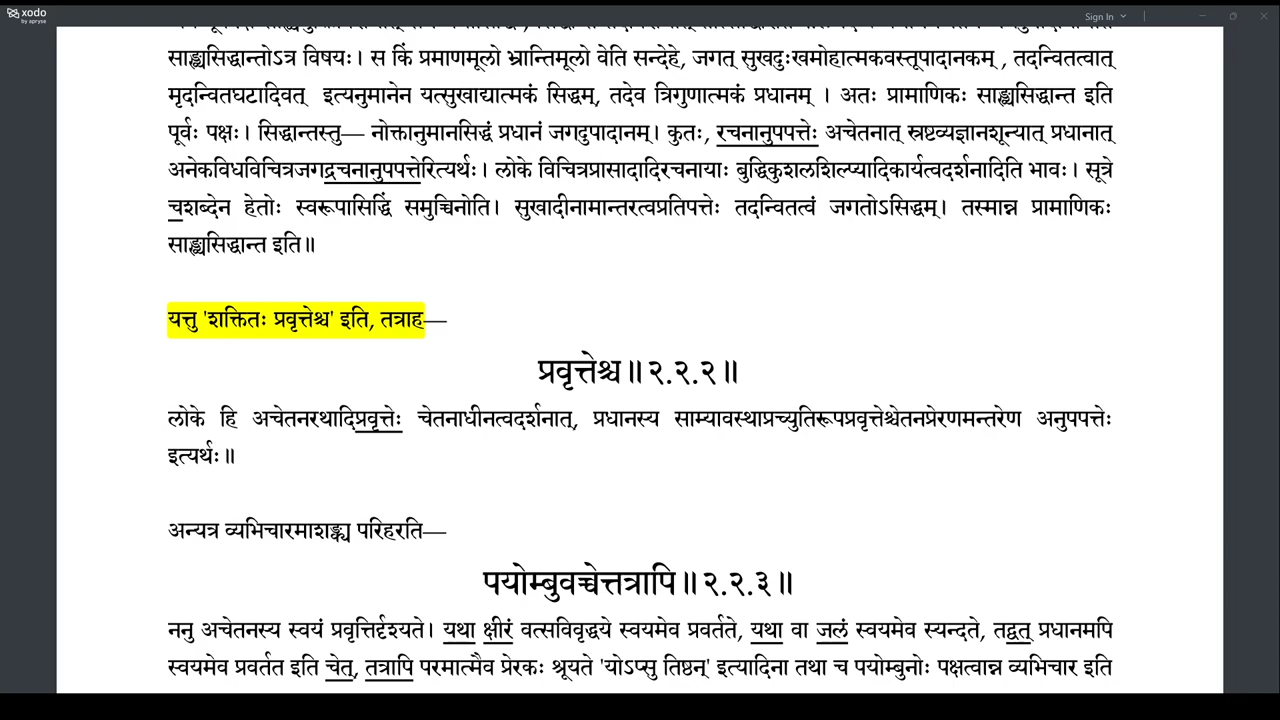 xodo
by apryse
Sign In
साङ्ख्यसिद्धान्तोऽत्र विषयः। स किं प्रमाणमूलो भ्रान्तिमूलो वेति सन्देहे, जगत् सुखदुःखमोहात्मकवस्तूपादानकम् , तदन्वितत्वात्
मृदन्वितघटादिवत् इत्यनुमानेन यत्सुखाद्यात्मकं सिद्धम्, तदेव त्रिगुणात्मकं प्रधानम् । अतः प्रामाणिकः साङ्ख्यसिद्धान्त इति
पूर्वः पक्षः। सिद्धान्तस्तु— नोक्तानुमानसिद्धं प्रधानं जगदुपादानम्। कुतः, रचनानुपपत्तेः अचेतनात् स्रष्टव्यज्ञानशून्यात् प्रधानात्
अनेकविधविचित्रजगद्रचनानुपपत्तेरित्यर्थः। लोके विचित्रप्रासादादिरचनायाः बुद्धिकुशलशिल्प्यादिकार्यत्वदर्शनादिति भावः। सूत्रे
चशब्देन हेतोः स्वरूपासिद्धिं समुच्चिनोति। सुखादीनामान्तरत्वप्रतिपत्तेः तदन्वितत्वं जगतोऽसिद्धम्। तस्मान्न प्रामाणिकः
साङ्ख्यसिद्धान्त इति॥
यत्तु 'शक्तितः प्रवृत्तेश्च' इति, तत्राह—
प्रवृत्तेश्च॥२.२.२॥
लोके हि अचेतनरथादिप्रवृत्तेः चेतनाधीनत्वदर्शनात्, प्रधानस्य साम्यावस्थाप्रच्युतिरूपप्रवृत्तेश्चेतनप्रेरणमन्तरेण अनुपपत्तेः
इत्यर्थः॥
अन्यत्र व्यभिचारमाशङ्क्य परिहरति—
पयोम्बुवच्चेत्तत्रापि॥२.२.३॥
ननु अचेतनस्य स्वयं प्रवृत्तिर्दृश्यते। यथा क्षीरं वत्सविवृद्धये स्वयमेव प्रवर्तते, यथा वा जलं स्वयमेव स्यन्दते, तद्वत् प्रधानमपि
स्वयमेव प्रवर्तत इति चेत्, तत्रापि परमात्मैव प्रेरकः श्रूयते 'योऽप्सु तिष्ठन्' इत्यादिना तथा च पयोम्बुनोः पक्षत्वान्न व्यभिचार इति